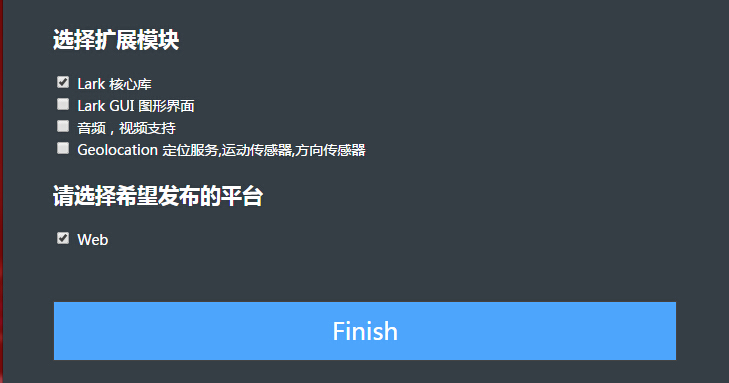 选择扩展模块
Lark 核心库
Lark GUI 图形界面
音频，视频支持
Geolocation 定位服务,运动传感器,方向传感器
请选择希望发布的平台
Web
Finish